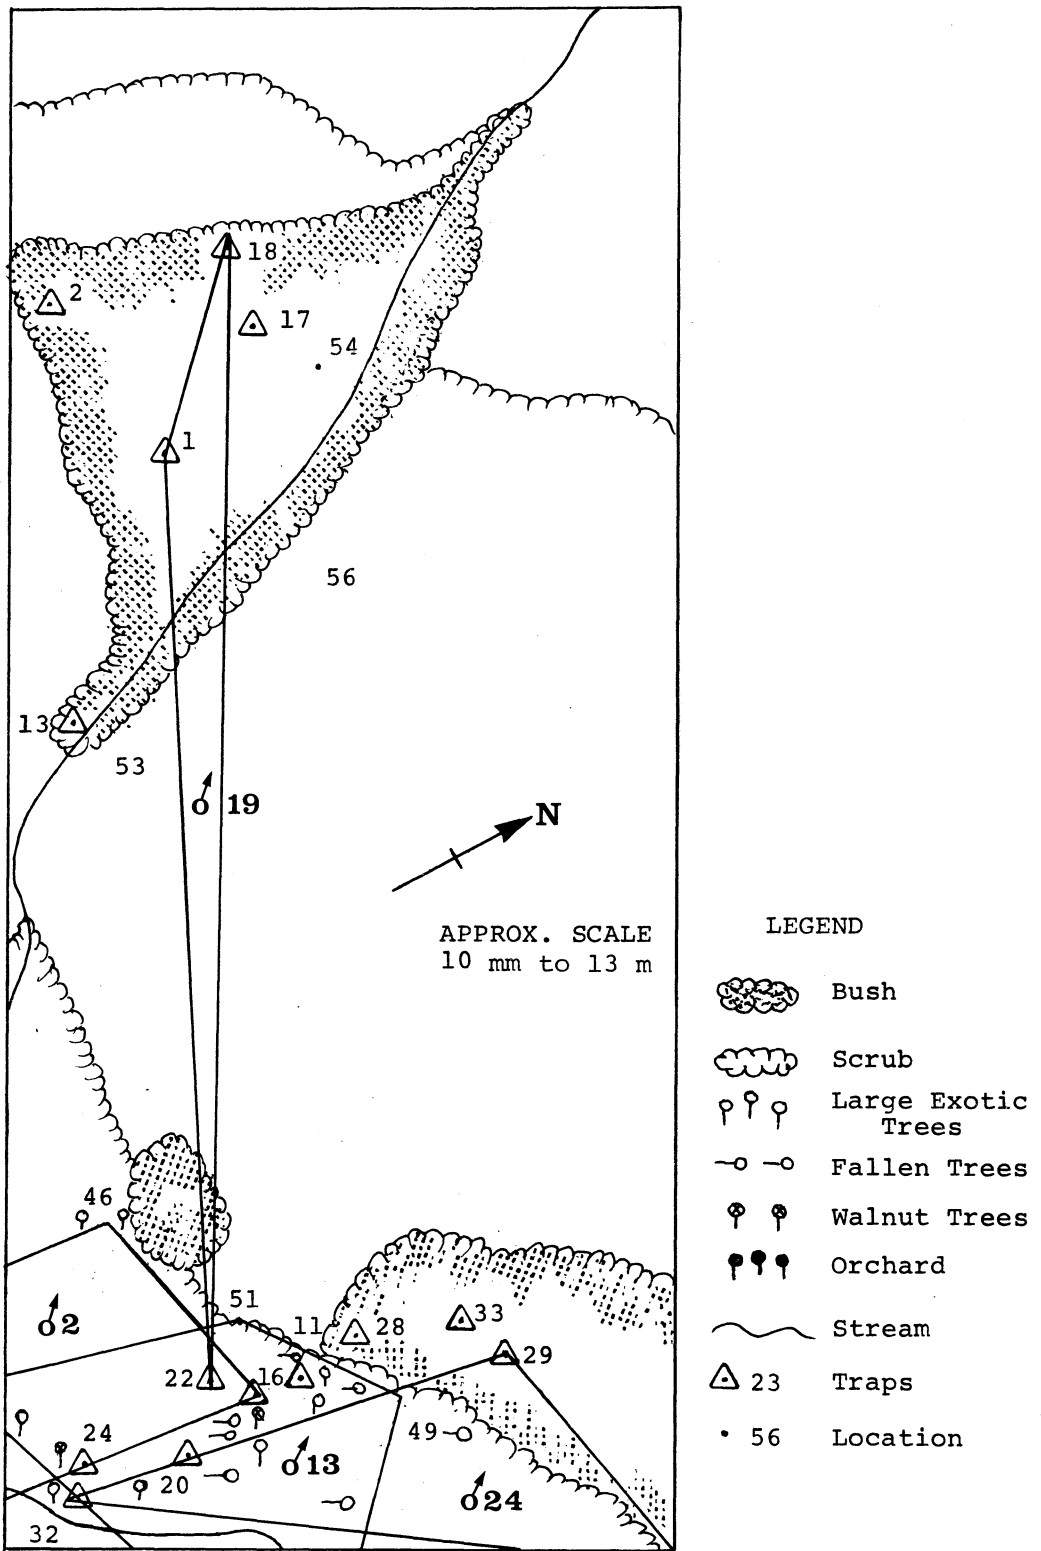 18
2
17
54
1
56
13
53
♂ 19
N
APPROX. SCALE
10 mm to 13 m
LEGEND
Bush
Scrub
Large Exotic
Trees
Fallen Trees
Walnut Trees
Orchard
Stream
23 Traps
56 Location
46
♂2
51
11
28
33
29
22
16
24
49
♂13
20
♂24
32